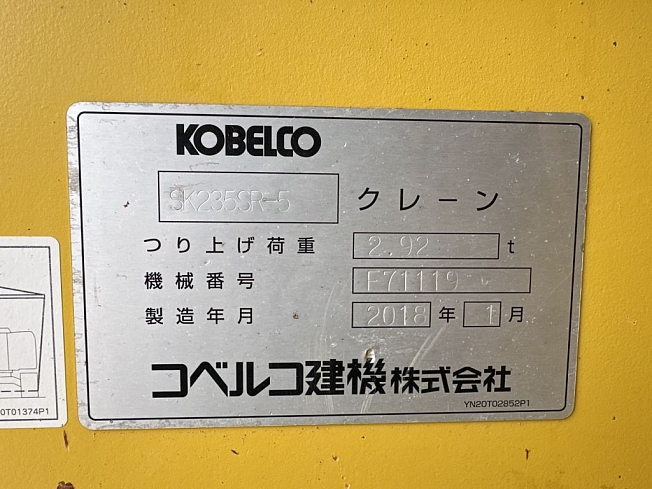 KOBELCO
SK235SR-5 クレーン
つり上げ荷重 2.92 t
機械番号 F71119
製造年月 2018 年 1 月
コベルコ建機株式会社
YN20T02852P1
0T01374P1